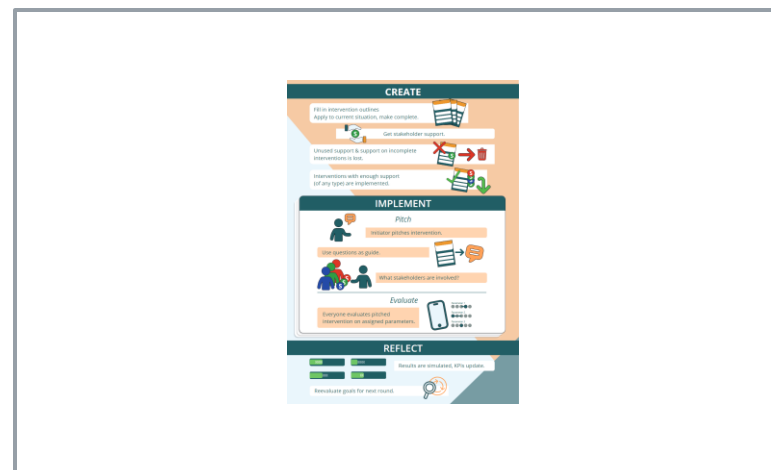 CREATE
Fill in intervention outlines.
Apply to current situation, make complete.
Get stakeholder support.
Unused support & support on incomplete
interventions is lost.
Interventions with enough support
(of any type) are implemented.
IMPLEMENT
Pitch
Initiator pitches intervention.
Use questions as guide.
What stakeholders are invoked?
Evaluate
Everyone evaluates pitched
intervention on assigned parameters.
REFLECT
Results are simulated, KPIs update.
Reevaluate goals for next round.